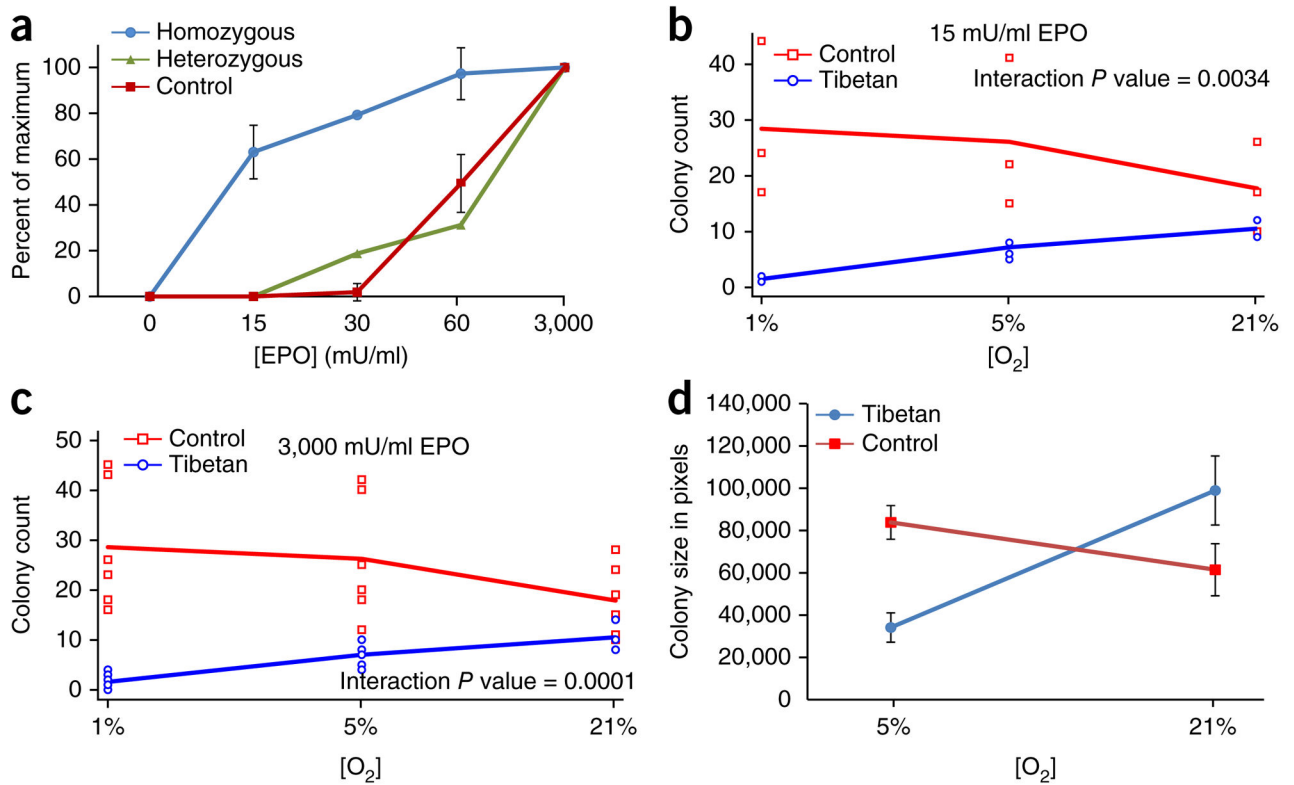 a
Homozygous
Heterozygous
Control
Percent of maximum
100
80
60
40
20
0
0 15 30 60 3,000
[EPO] (mU/ml)
b
15 mU/ml EPO
Control
Tibetan
Interaction P value = 0.0034
Colony count
40
30
20
10
0
1% 5% 21%
[O₂]
c
Control
Tibetan
3,000 mU/ml EPO
Colony count
50
40
30
20
10
0
Interaction P value = 0.0001
1% 5% 21%
[O₂]
d
Tibetan
Control
Colony size in pixels
140,000
120,000
100,000
80,000
60,000
40,000
20,000
0
5% 21%
[O₂]